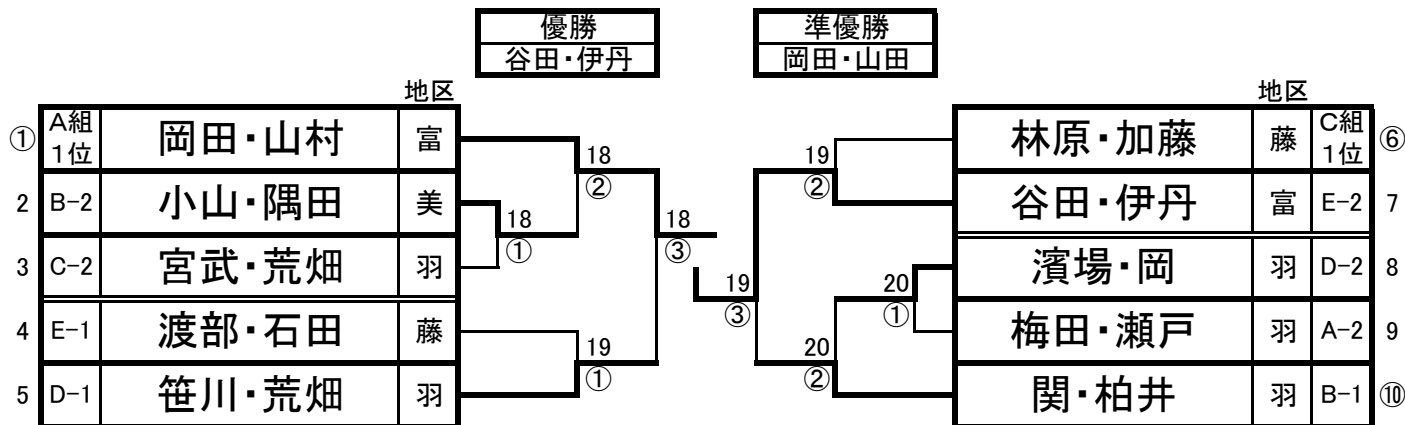 優勝
準優勝
谷田・伊丹
岡田・山田
地区
地区
① A組 1位 岡田・山村 富
林原・加藤 藤 C組 1位 ⑥
2 B-2 小山・隅田 美
谷田・伊丹 富 E-2 7
3 C-2 宮武・荒畑 羽
濱場・岡 羽 D-2 8
4 E-1 渡部・石田 藤
梅田・瀬戸 羽 A-2 9
5 D-1 笹川・荒畑 羽
関・柏井 羽 B-1 ⑩
18
②
18
①
19
①
18
③
19
③
19
②
20
①
20
②